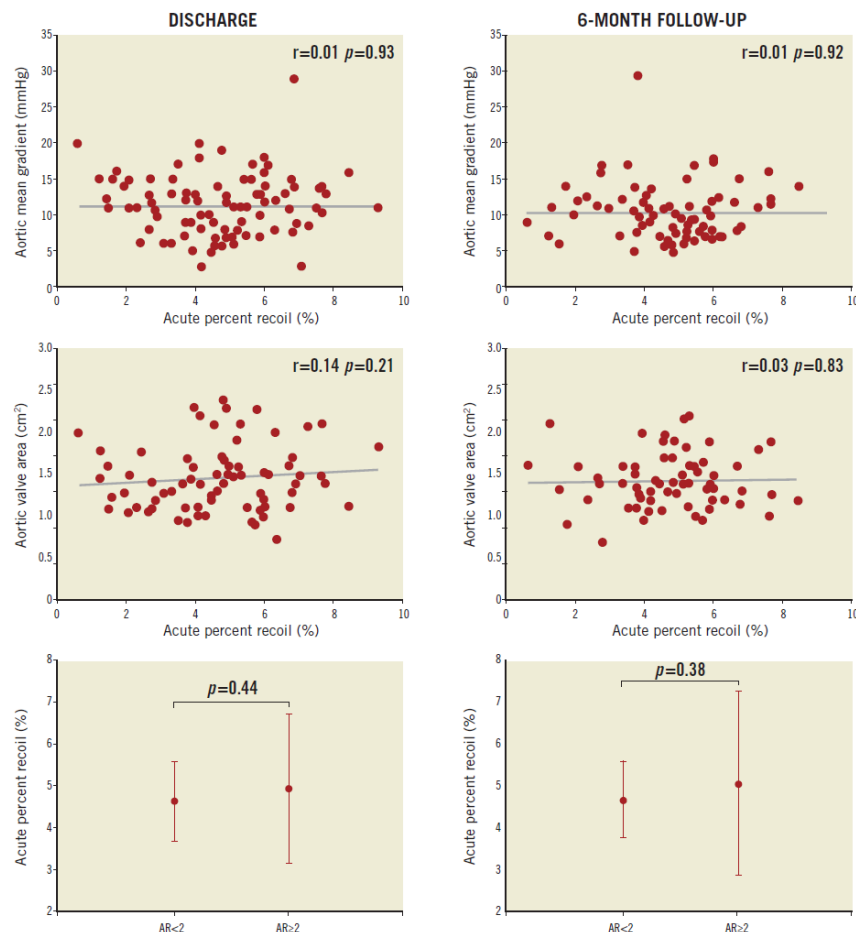 DISCHARGE
35
30
25
20
15
10
5
0
Aortic mean gradient (mmHg)
r=0.01 p=0.93
0 2 4 6 8 10
Acute percent recoil (%)
6-MONTH FOLLOW-UP
35
30
25
20
15
10
5
0
Aortic mean gradient (mmHg)
r=0.01 p=0.92
0 2 4 6 8 10
Acute percent recoil (%)
3.0
2.5
2.0
1.5
1.0
0.5
0
Aortic valve area (cm²)
r=0.14 p=0.21
0 2 4 6 8 10
Acute percent recoil (%)
3.0
2.5
2.0
1.5
1.0
0.5
0
Aortic valve area (cm²)
r=0.03 p=0.83
0 2 4 6 8 10
Acute percent recoil (%)
8
7
6
5
4
3
2
Acute percent recoil (%)
p=0.44
AR<2 AR≥2
8
7
6
5
4
3
2
Acute percent recoil (%)
p=0.38
AR<2 AR≥2